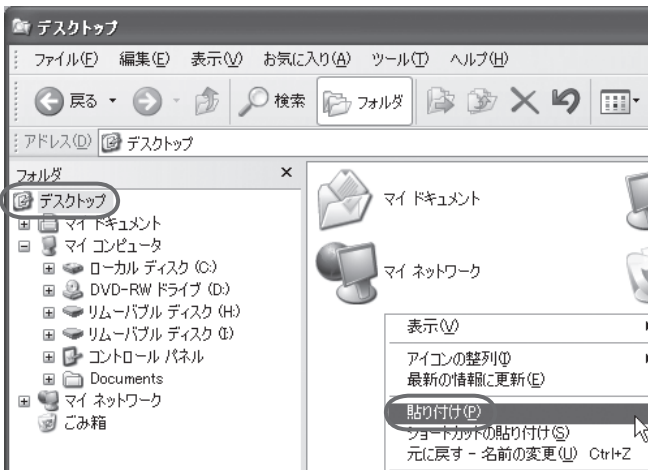 デスクトップ
ファイル(F) 編集(E) 表示(V) お気に入り(A) ツール(T) ヘルプ(H)
戻る 検索 フォルダ
アドレス(D) デスクトップ
フォルダ ×
デスクトップ
マイ ドキュメント
マイ コンピュータ
ローカル ディスク (C:)
DVD-RW ドライブ (D:)
リムーバブル ディスク (H:)
リムーバブル ディスク (I:)
コントロール パネル
Documents
マイ ネットワーク
ごみ箱
マイ ドキュメント
マイ ネットワーク
表示(V)
アイコンの整列(I)
最新の情報に更新(E)
貼り付け(P)
ショートカットの貼り付け(S)
元に戻す - 名前の変更(U) Ctrl+Z